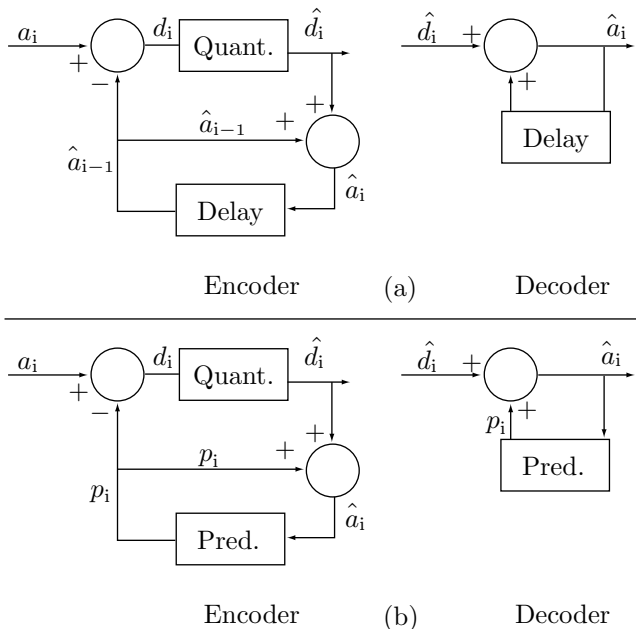 a_i d_i Quant. d̂_i
+ −
+
â_{i−1} +
â_{i−1}
Delay â_i
d̂_i + â_i
+
Delay
Encoder (a) Decoder
a_i d_i Quant. d̂_i
+ −
+
p_i +
p_i
Pred. â_i
d̂_i + â_i
p_i +
Pred.
Encoder (b) Decoder